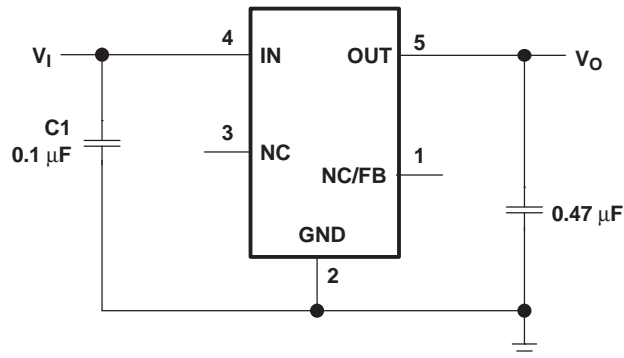 4
5
V_I
IN
OUT
V_O
C1
0.1 μF
3
NC
1
NC/FB
0.47 μF
GND
2